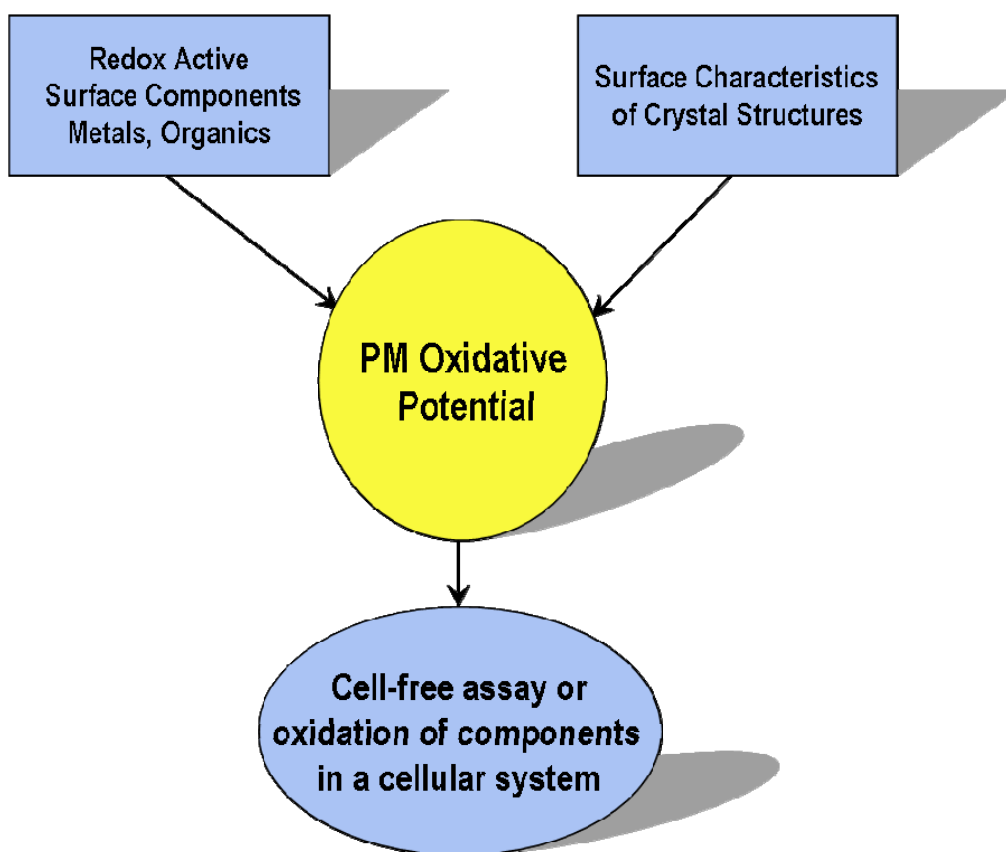 Redox Active
Surface Components
Metals, Organics
Surface Characteristics
of Crystal Structures
PM Oxidative
Potential
Cell-free assay or
oxidation of components
in a cellular system